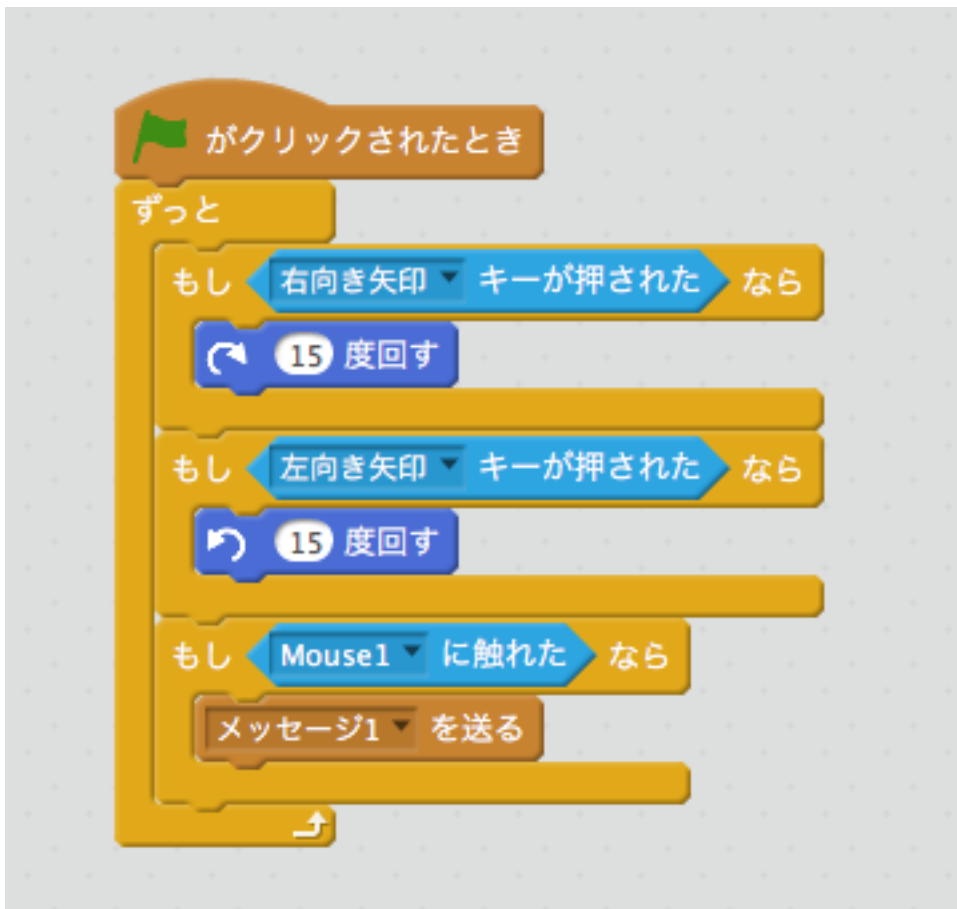 がクリックされたとき
ずっと
もし 右向き矢印 キーが押された なら
15 度回す
もし 左向き矢印 キーが押された なら
15 度回す
もし Mouse1 に触れた なら
メッセージ1 を送る